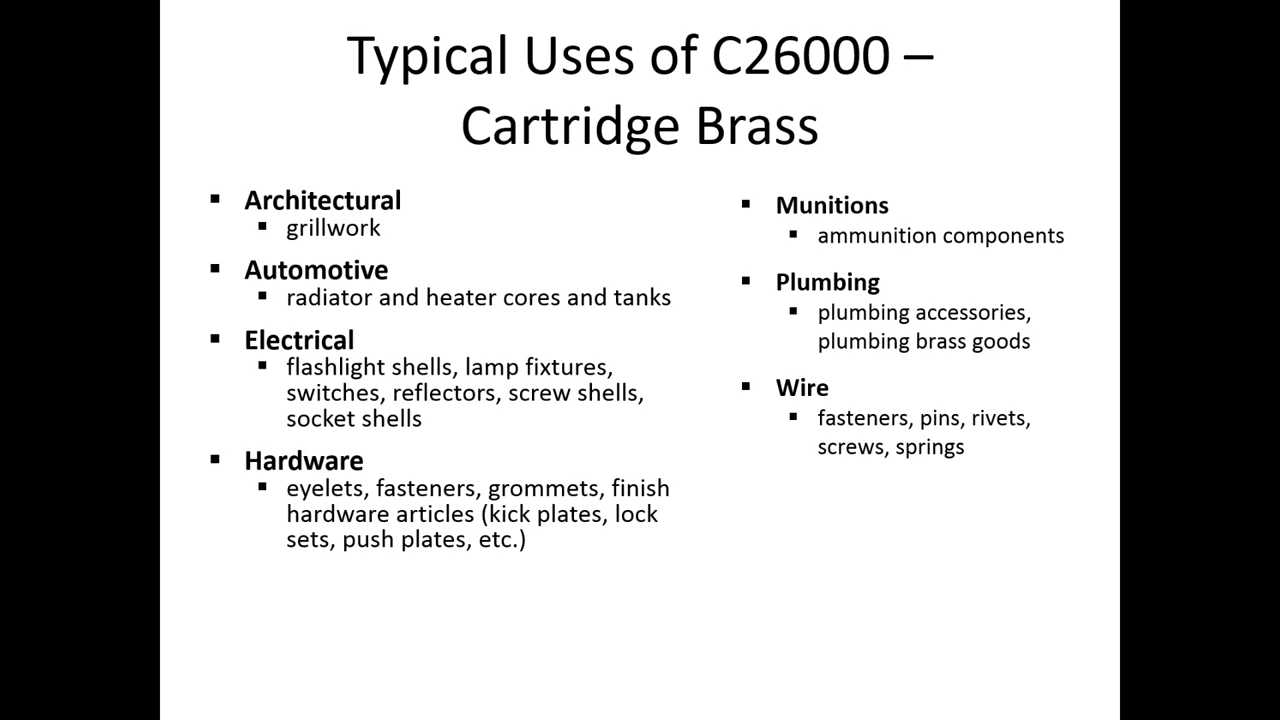 Typical Uses of C26000 –
Cartridge Brass
▪ Architectural
▪ grillwork
▪ Automotive
▪ radiator and heater cores and tanks
▪ Electrical
▪ flashlight shells, lamp fixtures,
switches, reflectors, screw shells,
socket shells
▪ Hardware
▪ eyelets, fasteners, grommets, finish
hardware articles (kick plates, lock
sets, push plates, etc.)
▪ Munitions
▪ ammunition components
▪ Plumbing
▪ plumbing accessories,
plumbing brass goods
▪ Wire
▪ fasteners, pins, rivets,
screws, springs